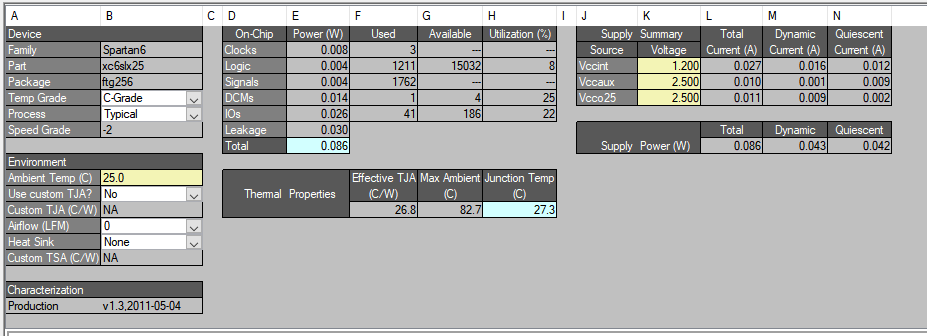 A B C D E F G H I J K L M N
Device On-Chip Power (W) Used Available Utilization (%) Supply Summary Total Dynamic Quiescent
Family Spartan6 Clocks 0.008 3 --- --- Source Voltage Current (A) Current (A) Current (A)
Part xc6slx25 Logic 0.004 1211 15032 8 Vccint 1.200 0.027 0.016 0.012
Package ftg256 Signals 0.004 1762 --- --- Vccaux 2.500 0.010 0.001 0.009
Temp Grade C-Grade DCMs 0.014 1 4 25 Vcco25 2.500 0.011 0.009 0.002
Process Typical IOs 0.026 41 186 22
Speed Grade -2 Leakage 0.030 Total Dynamic Quiescent
Total 0.086 Supply Power (W) 0.086 0.043 0.042
Environment
Ambient Temp (C) 25.0 Effective TJA Max Ambient Junction Temp
Use custom TJA? No Thermal Properties (C/W) (C) (C)
Custom TJA (C/W) NA 26.8 82.7 27.3
Airflow (LFM) 0
Heat Sink None
Custom TSA (C/W) NA
Characterization
Production v1.3,2011-05-04